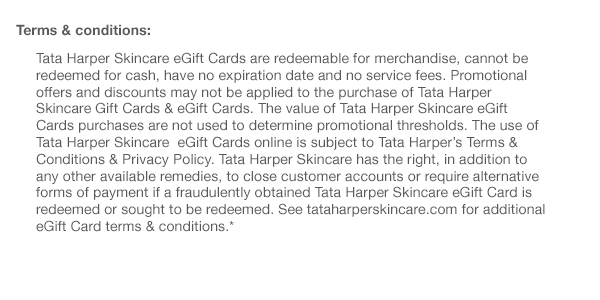 Terms & conditions:
Tata Harper Skincare eGift Cards are redeemable for merchandise, cannot be
redeemed for cash, have no expiration date and no service fees. Promotional
offers and discounts may not be applied to the purchase of Tata Harper
Skincare Gift Cards & eGift Cards. The value of Tata Harper Skincare eGift
Cards purchases are not used to determine promotional thresholds. The use of
Tata Harper Skincare  eGift Cards online is subject to Tata Harper's Terms &
Conditions & Privacy Policy. Tata Harper Skincare has the right, in addition to
any other available remedies, to close customer accounts or require alternative
forms of payment if a fraudulently obtained Tata Harper Skincare eGift Card is
redeemed or sought to be redeemed. See tataharperskincare.com for additional
eGift Card terms & conditions.*